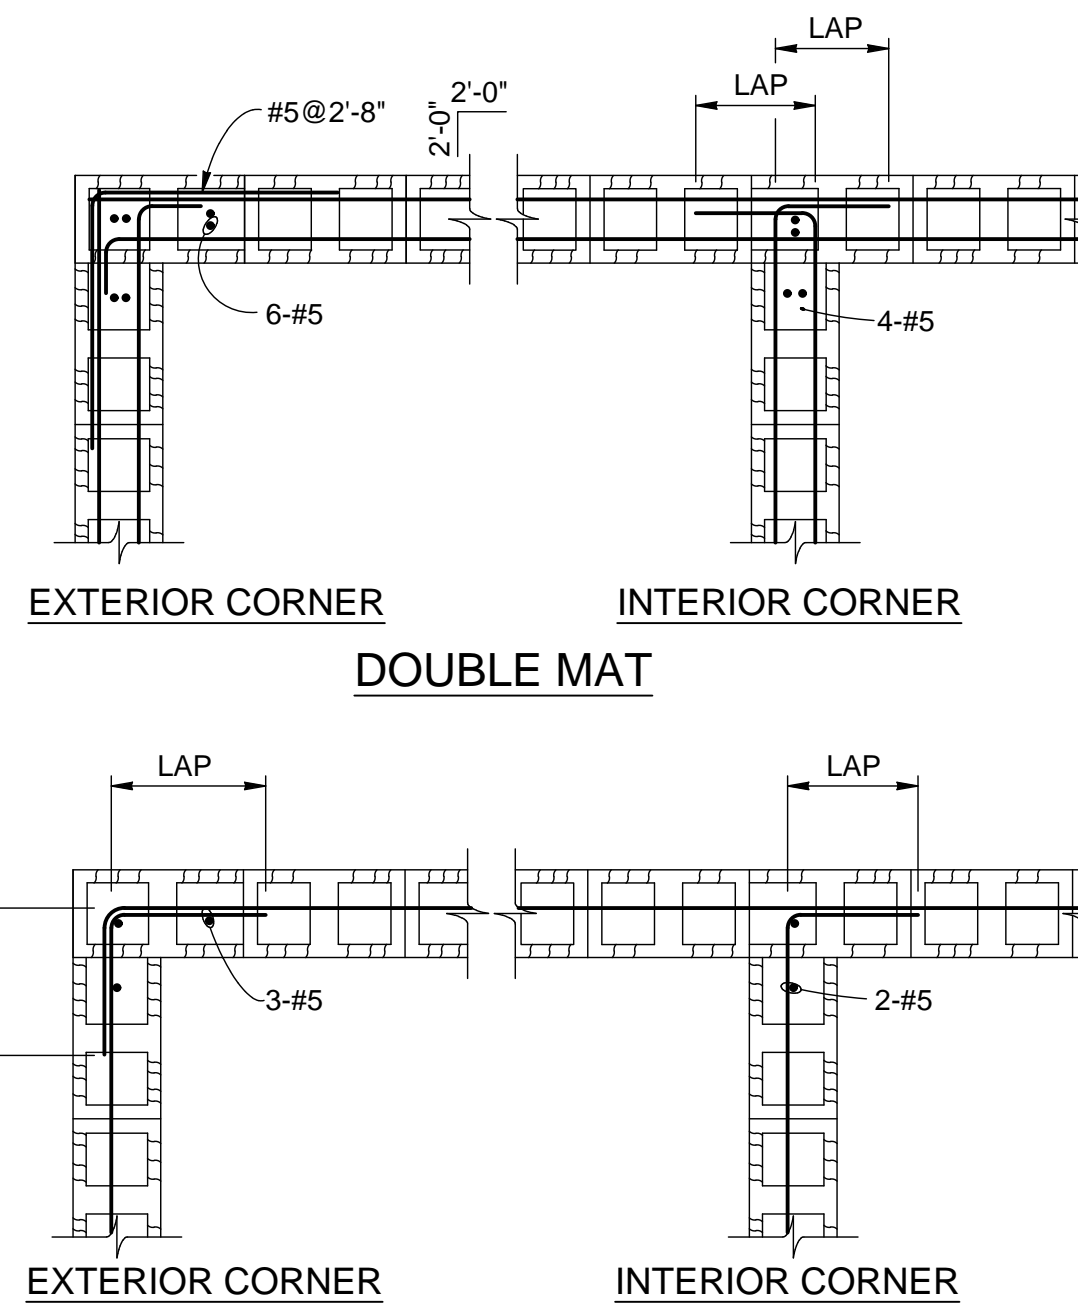 LAP
LAP
#5@2'-8"
2'-0"
2'-0"
6-#5
4-#5
EXTERIOR CORNER
INTERIOR CORNER
DOUBLE MAT
LAP
LAP
3-#5
2-#5
EXTERIOR CORNER
INTERIOR CORNER